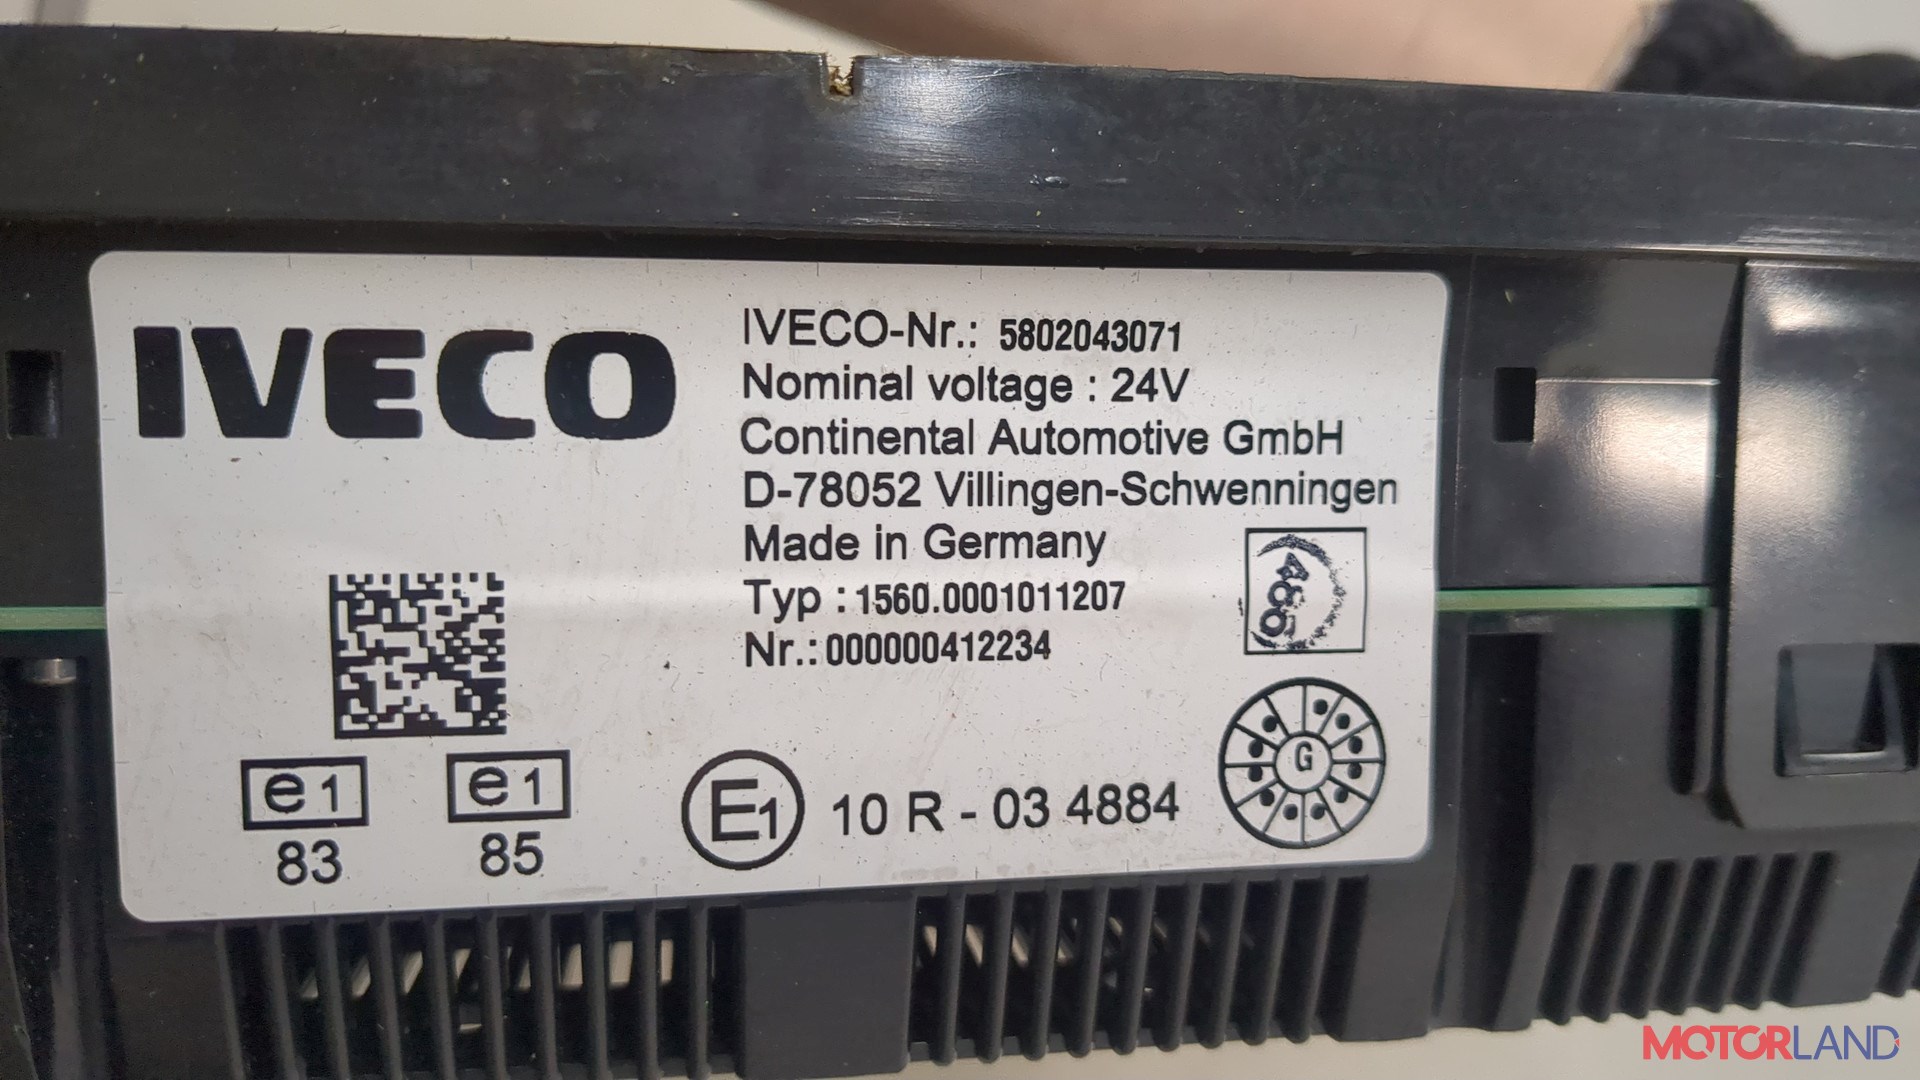 IVECO
IVECO-Nr.: 5802043071
Nominal voltage : 24V
Continental Automotive GmbH
D-78052 Villingen-Schwenningen
Made in Germany
Typ : 1560.0001011207
Nr.: 000000412234
480
G
e1
83
e1
85
E1 10 R - 03 4884
MOTORLAND